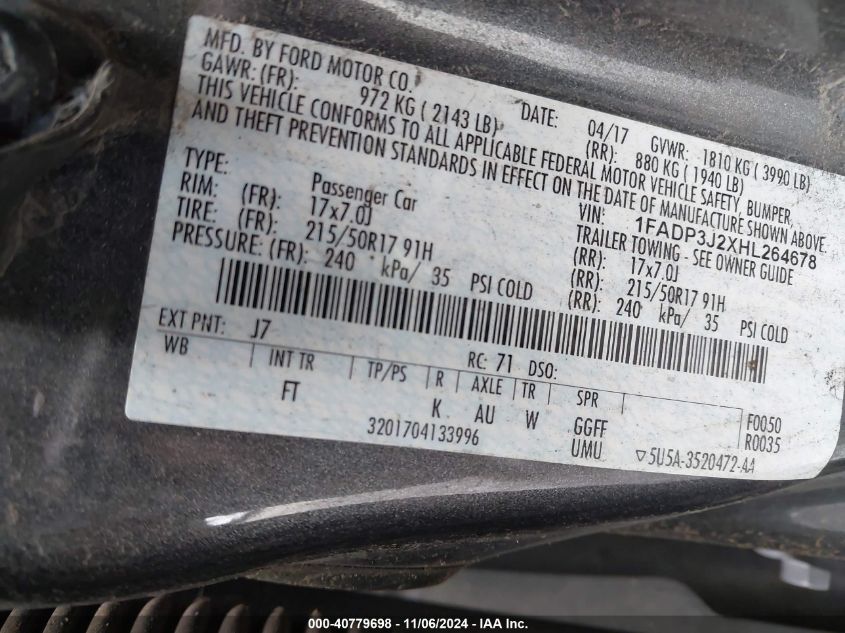 MFD. BY FORD MOTOR CO.
DATE: 04/17 GVWR: 1810 KG ( 3990 LB)
GAWR: (FR): 972 KG ( 2143 LB) (RR): 880 KG ( 1940 LB)
THIS VEHICLE CONFORMS TO ALL APPLICABLE FEDERAL MOTOR VEHICLE SAFETY, BUMPER,
AND THEFT PREVENTION STANDARDS IN EFFECT ON THE DATE OF MANUFACTURE SHOWN ABOVE.
VIN: 1FADP3J2XHL264678
TYPE: Passenger Car TRAILER TOWING - SEE OWNER GUIDE
RIM: (FR): 17x7.0J (RR): 17x7.0J
TIRE: (FR): 215/50R17 91H (RR): 215/50R17 91H
PRESSURE: (FR): 240 kPa/ 35 PSI COLD (RR): 240 kPa/ 35 PSI COLD
EXT PNT: J7 RC: 71 DSO:
WB INT TR TP/PS R AXLE TR SPR
FT K AU W GGFF F0050
3201704133996 UMU R0035
▽5U5A-3520472-AA
000-40779698 - 11/06/2024 - IAA Inc.